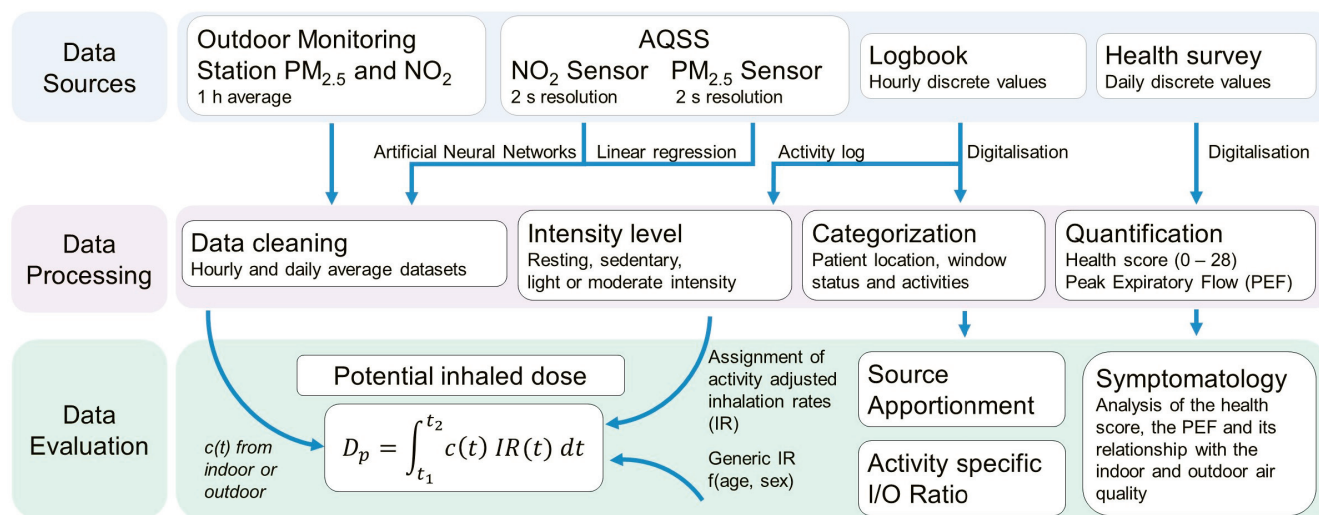 Data
Sources
Outdoor Monitoring
Station PM2.5 and NO2
1 h average
AQSS
NO2 Sensor
2 s resolution
PM2.5 Sensor
2 s resolution
Logbook
Hourly discrete values
Health survey
Daily discrete values
Artificial Neural Networks
Linear regression
Activity log
Digitalisation
Digitalisation
Data
Processing
Data cleaning
Hourly and daily average datasets
Intensity level
Resting, sedentary,
light or moderate intensity
Categorization
Patient location, window
status and activities
Quantification
Health score (0 – 28)
Peak Expiratory Flow (PEF)
Data
Evaluation
c(t) from
indoor or
outdoor
Potential inhaled dose
D_p = ∫_{t_1}^{t_2} c(t) IR(t) dt
Assignment of
activity adjusted
inhalation rates
(IR)
Generic IR
f(age, sex)
Source
Apportionment
Activity specific
I/O Ratio
Symptomatology
Analysis of the health
score, the PEF and its
relationship with the
indoor and outdoor air
quality